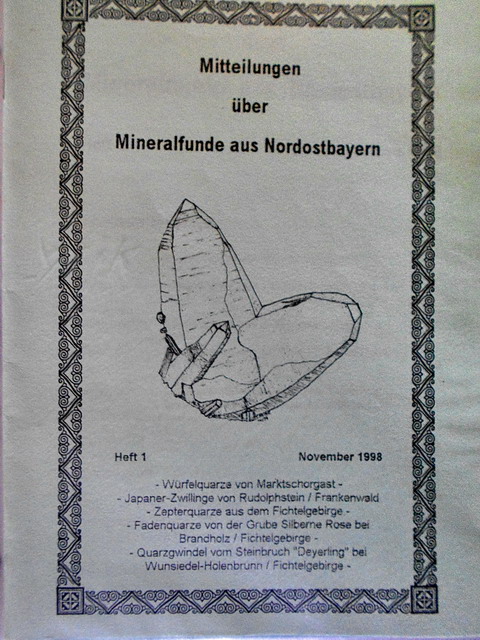 Mitteilungen
über
Mineralfunde aus Nordostbayern
Heft 1 November 1998
- Würfelquarze von Marktschorgast -
- Japaner-Zwillinge von Rudolphstein / Frankenwald
- Zepterquarze aus dem Fichtelgebirge -
- Fadenquarze von der Grube Silberne Rose bei
Brandholz / Fichtelgebirge -
- Quarzgwindel vom Steinbruch "Deyerling" bei
Wunsiedel-Holenbrunn / Fichtelgebirge -